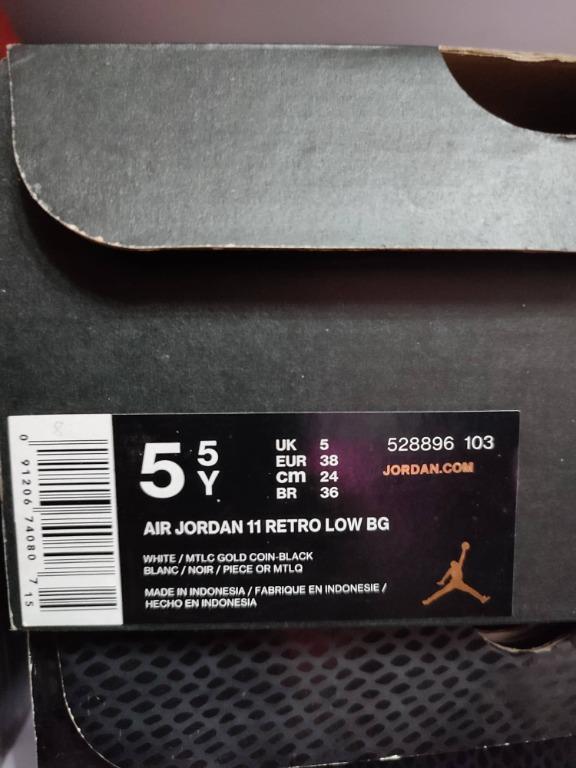 8
0 91206 74080 7 15
5 5 Y
UK 5
EUR 38
cm 24
BR 36
528896 103
JORDAN.COM
AIR JORDAN 11 RETRO LOW BG
WHITE / MTLC GOLD COIN-BLACK
BLANC / NOIR / PIECE OR MTLQ
MADE IN INDONESIA / FABRIQUE EN INDONESIE /
HECHO EN INDONESIA